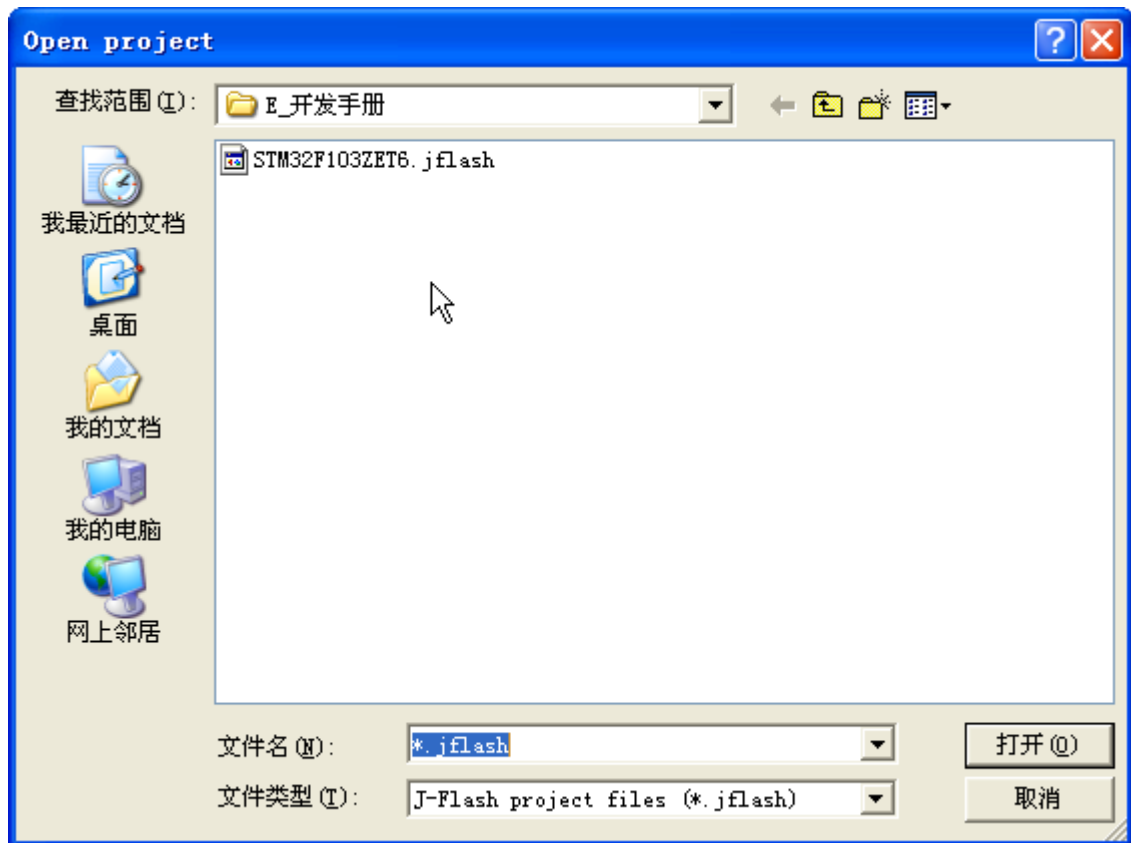 Open project
查找范围(I):
E_开发手册
STM32F103ZET6.jflash
我最近的文档
桌面
我的文档
我的电脑
网上邻居
文件名(N):
*.jflash
打开(O)
文件类型(T):
J-Flash project files (*.jflash)
取消